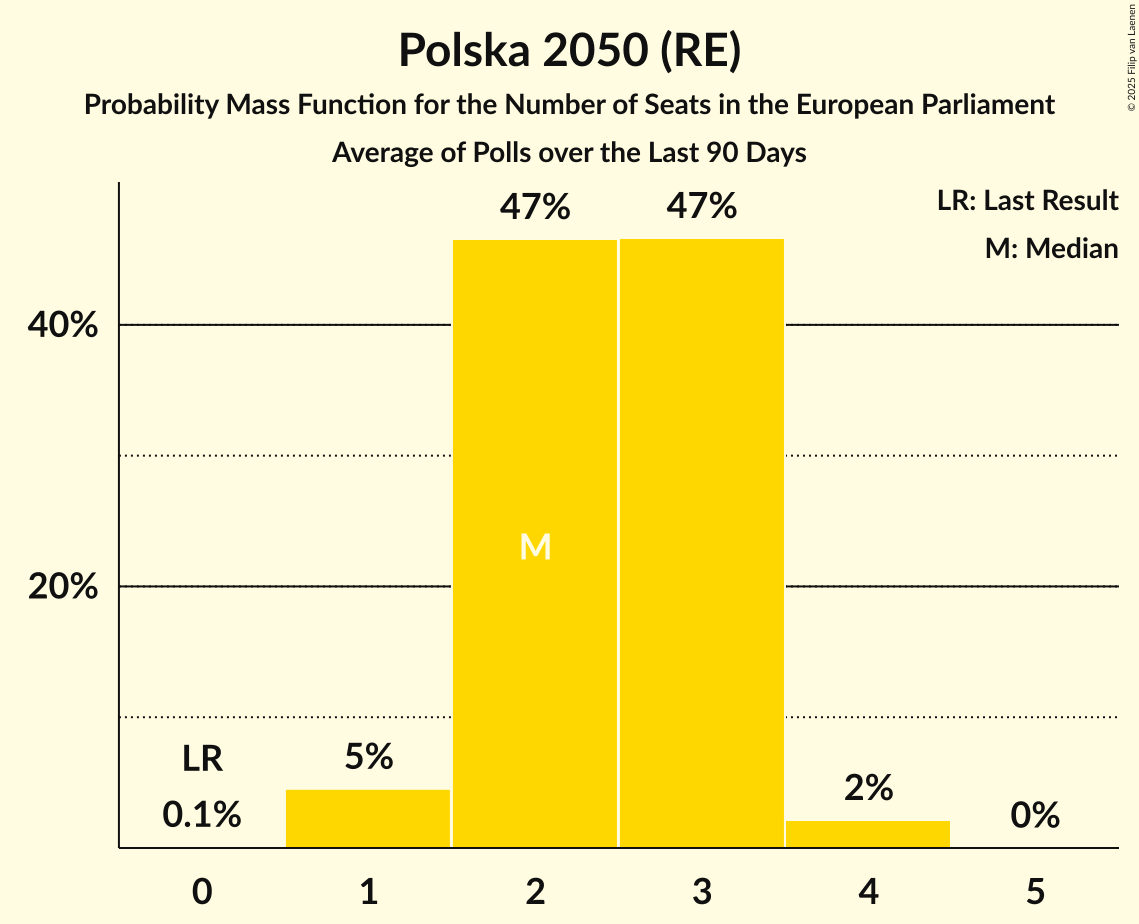 Polska 2050 (RE)
Probability Mass Function for the Number of Seats in the European Parliament
Average of Polls over the Last 90 Days
© 2025 Filip van Laenen
LR: Last Result
M: Median
47%
47%
40%
M
20%
LR
0.1%
5%
2%
0%
0
1
2
3
4
5